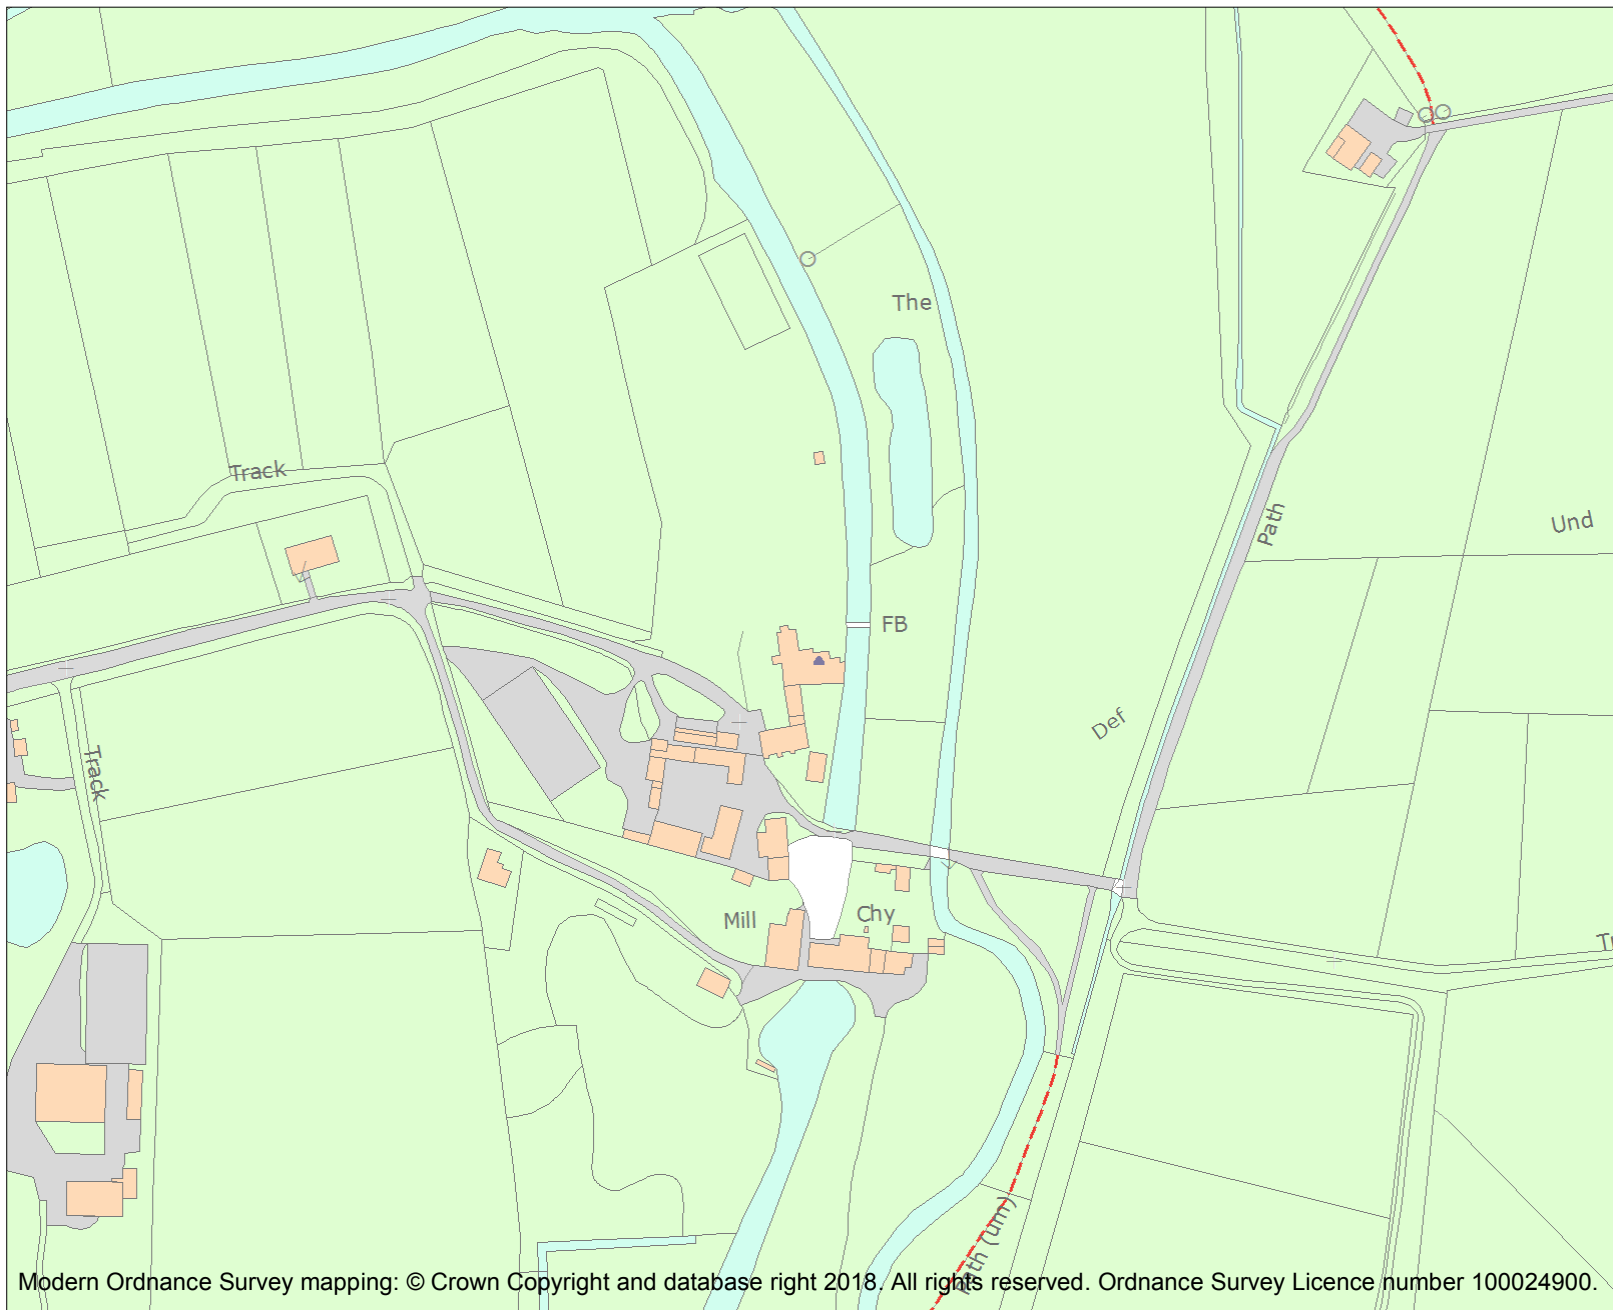 The
Track
Path
Und
FB
Def
Track
Mill
Chy
Tr
Path (um)
Modern Ordnance Survey mapping: © Crown Copyright and database right 2018. All rights reserved. Ordnance Survey Licence number 100024900.